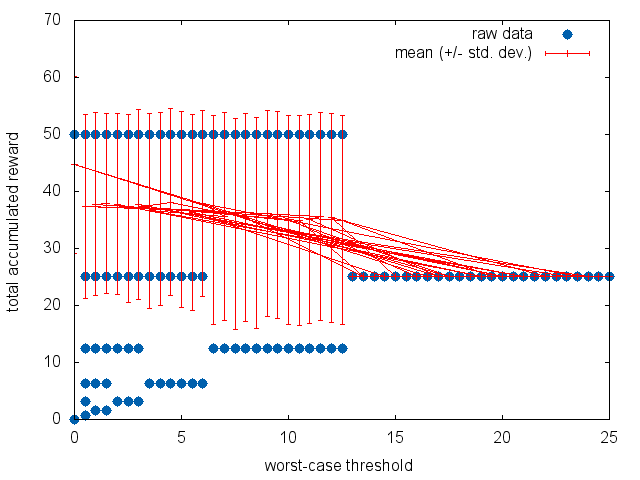 70
60
50
40
30
20
10
0
total accumulated reward
raw data
mean (+/- std. dev.)
0 5 10 15 20 25
worst-case threshold